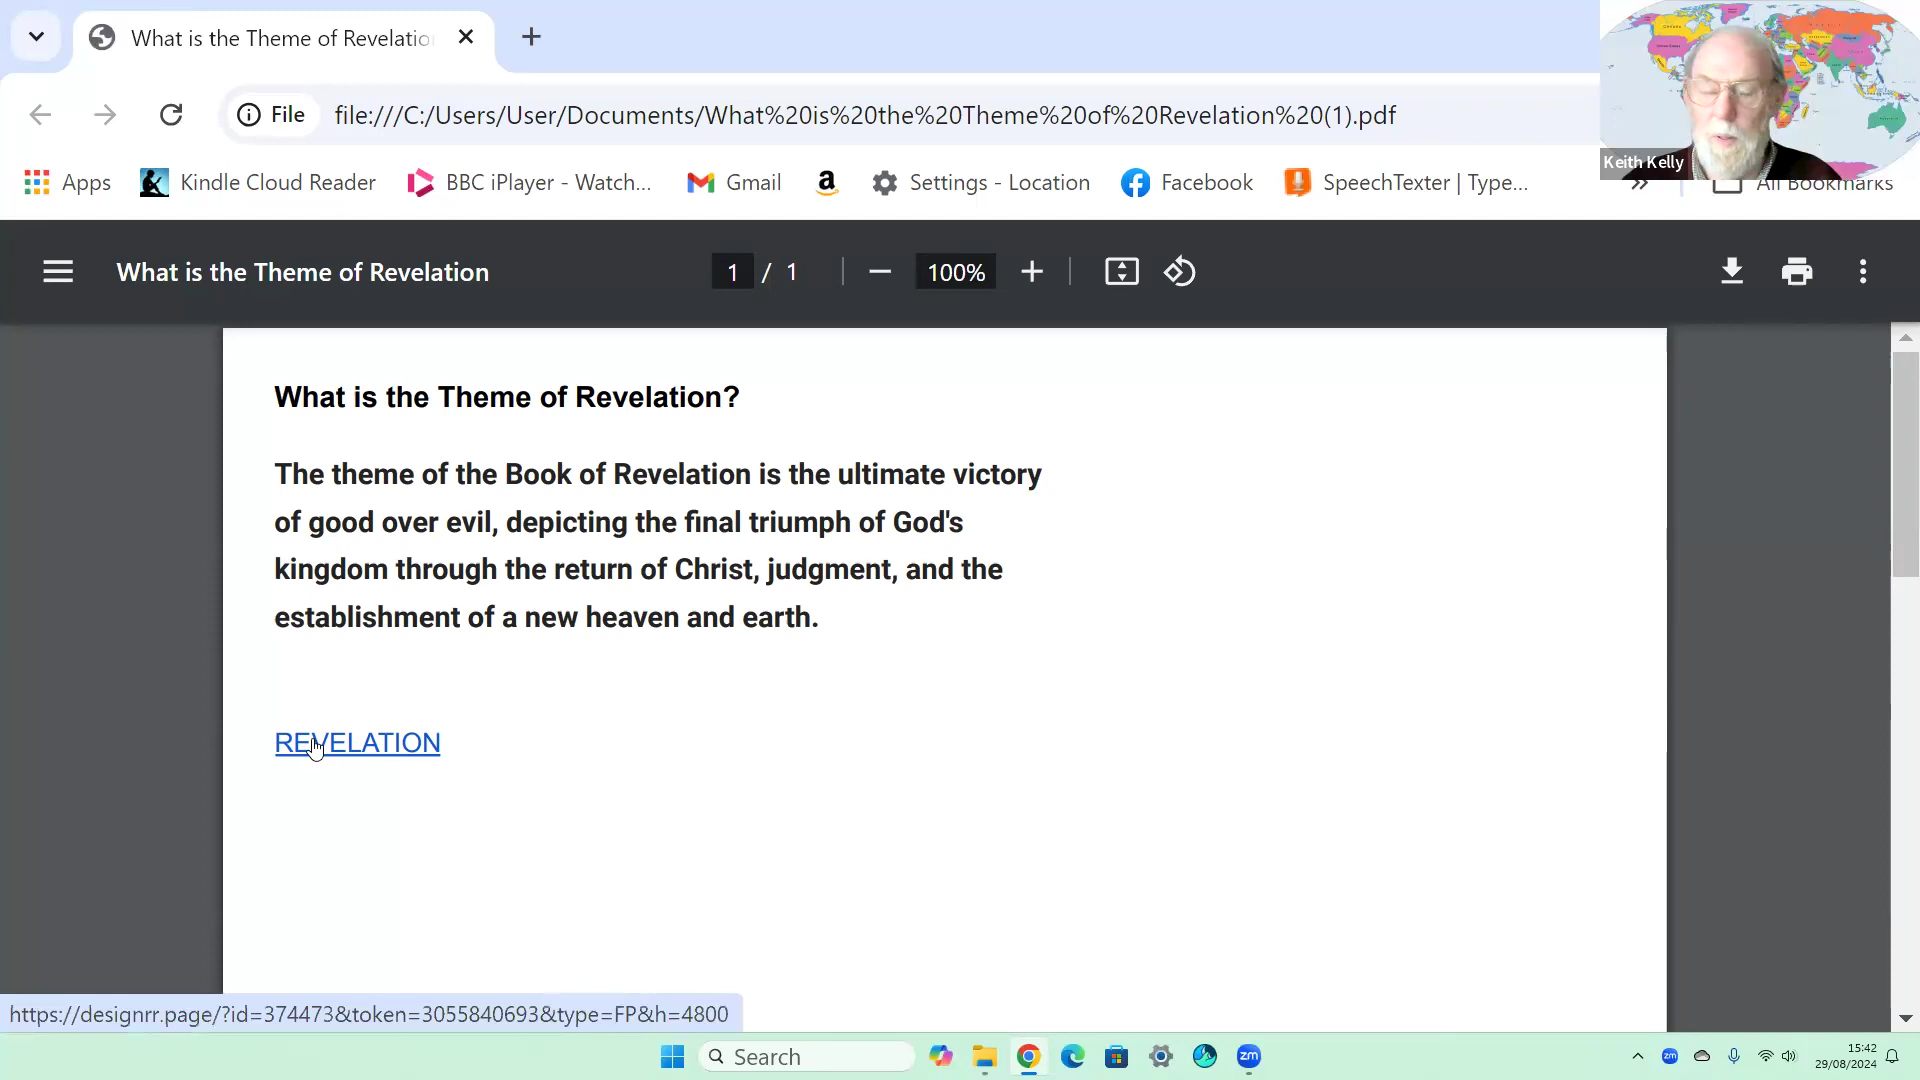 What is the Theme of Revelatio
File
file:///C:/Users/User/Documents/What%20is%20the%20Theme%20of%20Revelation%20(1).pdf
Keith Kelly
Apps
Kindle Cloud Reader
BBC iPlayer - Watch...
Gmail
Settings - Location
Facebook
SpeechTexter | Type...
All Bookmarks
What is the Theme of Revelation
1 / 1
100%
What is the Theme of Revelation?
The theme of the Book of Revelation is the ultimate victory
of good over evil, depicting the final triumph of God's
kingdom through the return of Christ, judgment, and the
establishment of a new heaven and earth.
REVELATION
https://designrr.page/?id=374473&token=3055840693&type=FP&h=4800
Search
zm
zm
15:42
29/08/2024